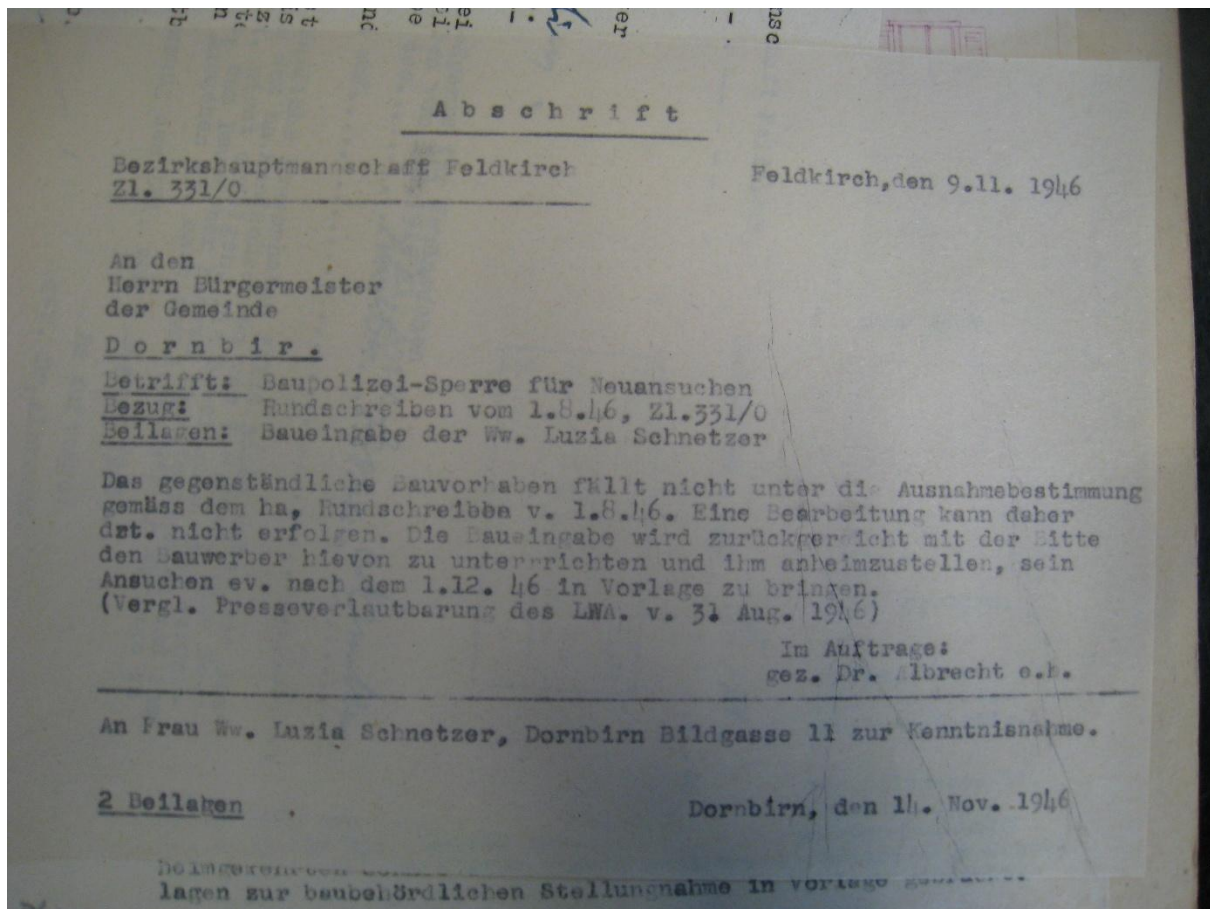 A b s c h r i f t
Bezirkshauptmannschaff Feldkirch
Zl. 331/0
Feldkirch,den 9.11. 1946
An den
Herrn Bürgermeister
der Gemeinde
D o r n b i r .
Betrifft: Baupolizei-Sperre für Neuansuchen
Bezug: Rundschreiben vom 1.8.46, Zl.331/0
Beilagen: Baueingabe der Ww. Luzia Schnetzer
Das gegenständliche Bauvorhaben fällt nicht unter die Ausnahmebestimmung
gemäss dem ha, Rundschreibbe v. 1.8.46. Eine Bearbeitung kann daher
dzt. nicht erfolgen. Die Baueingabe wird zurückgereicht mit der Bitte
den Bauwerber hievon zu unterrrichten und ihm anheimzustellen, sein
Ansuchen ev. nach dem 1.12. 46 in Vorlage zu bringen.
(Vergl. Presseverlautbarung des LWA. v. 31 Aug. 1946)
Im Auftrage:
gez. Dr. Albrecht e.h.
An Frau Ww. Luzia Schnetzer, Dornbirn Bildgasse 11 zur Kenntnisnahme.
2 Beilagen
Dornbirn, den 14. Nov. 1946
lagen zur baubehördlichen Stellungnahme in Vorlage